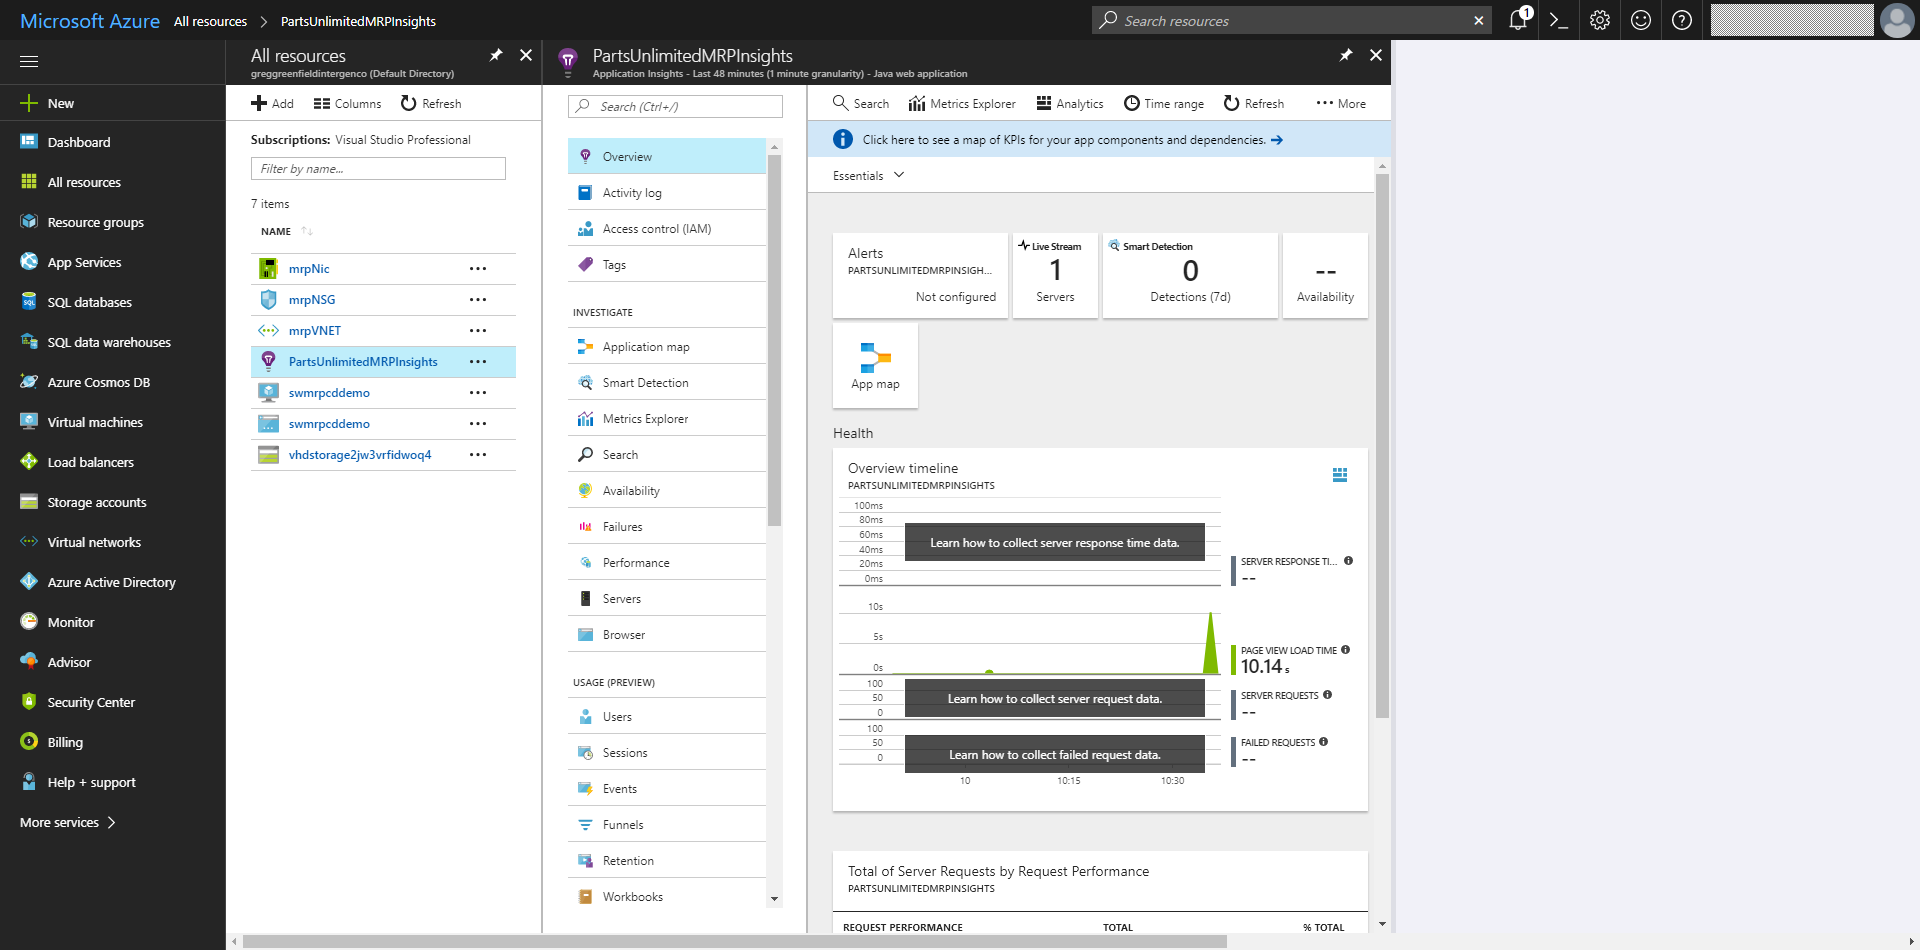 Microsoft Azure All resources > PartsUnlimitedMRPInsights
Search resources
1
New
Dashboard
All resources
Resource groups
App Services
SQL databases
SQL data warehouses
Azure Cosmos DB
Virtual machines
Load balancers
Storage accounts
Virtual networks
Azure Active Directory
Monitor
Advisor
Security Center
Billing
Help + support
More services >
All resources
greggreenfieldintergenco (Default Directory)
Add Columns Refresh
Subscriptions: Visual Studio Professional
Filter by name...
7 items
NAME
mrpNic
mrpNSG
mrpVNET
PartsUnlimitedMRPInsights
swmrpcddemo
swmrpcddemo
vhdstorage2jw3vrfidwoq4
PartsUnlimitedMRPInsights
Application Insights - Last 48 minutes (1 minute granularity) - Java web application
Search (Ctrl+/)
Overview
Activity log
Access control (IAM)
Tags
INVESTIGATE
Application map
Smart Detection
Metrics Explorer
Search
Availability
Failures
Performance
Servers
Browser
USAGE (PREVIEW)
Users
Sessions
Events
Funnels
Retention
Workbooks
Search Metrics Explorer Analytics Time range Refresh More
Click here to see a map of KPIs for your app components and dependencies.
Essentials
Alerts
PARTSUNLIMITEDMRPINSIGH...
Not configured
Live Stream
1
Servers
Smart Detection
0
Detections (7d)
--
Availability
App map
Health
Overview timeline
PARTSUNLIMITEDMRPINSIGHTS
100ms
80ms
60ms
40ms
20ms
0ms
Learn how to collect server response time data.
SERVER RESPONSE TI...
--
10s
5s
0s
PAGE VIEW LOAD TIME
10.14 s
100
50
0
Learn how to collect server request data.
SERVER REQUESTS
--
100
50
0
Learn how to collect failed request data.
FAILED REQUESTS
--
10 10:15 10:30
Total of Server Requests by Request Performance
PARTSUNLIMITEDMRPINSIGHTS
REQUEST PERFORMANCE TOTAL % TOTAL